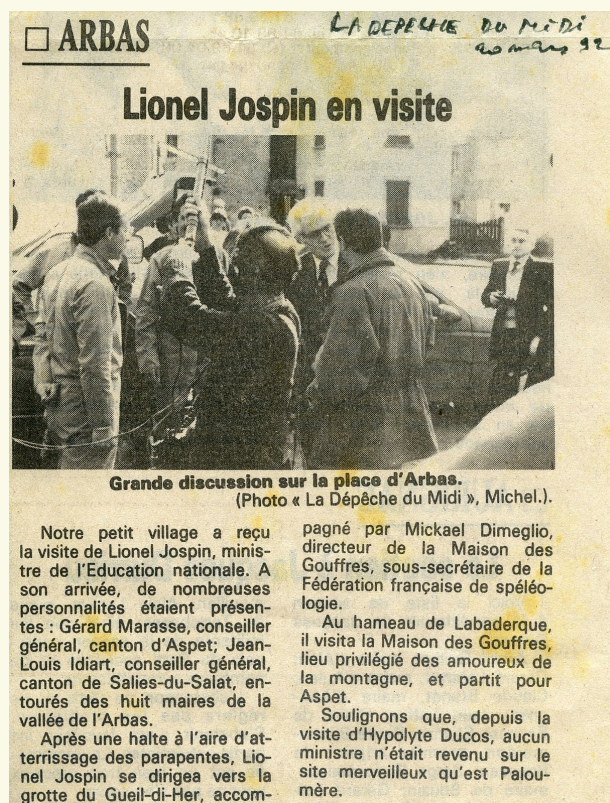 □ ARBAS
LA DEPECHE DU MIDI
20 mars 92
Lionel Jospin en visite
Grande discussion sur la place d'Arbas.
(Photo « La Dépêche du Midi », Michel.).
Notre petit village a reçu
la visite de Lionel Jospin, minis-
tre de l'Education nationale. A
son arrivée, de nombreuses
personnalités étaient présen-
tes : Gérard Marasse, conseiller
général, canton d'Aspet; Jean-
Louis Idiart, conseiller général,
canton de Salies-du-Salat, en-
tourés des huit maires de la
vallée de l'Arbas.
Après une halte à l'aire d'at-
terrissage des parapentes, Lio-
nel Jospin se dirigea vers la
grotte du Gueil-di-Her, accom-
pagné par Mickael Dimeglio,
directeur de la Maison des
Gouffres, sous-secrétaire de la
Fédération française de spéléo-
logie.
Au hameau de Labaderque,
il visita la Maison des Gouffres,
lieu privilégié des amoureux de
la montagne, et partit pour
Aspet.
Soulignons que, depuis la
visite d'Hypolyte Ducos, aucun
ministre n'était revenu sur le
site merveilleux qu'est Palou-
mère.